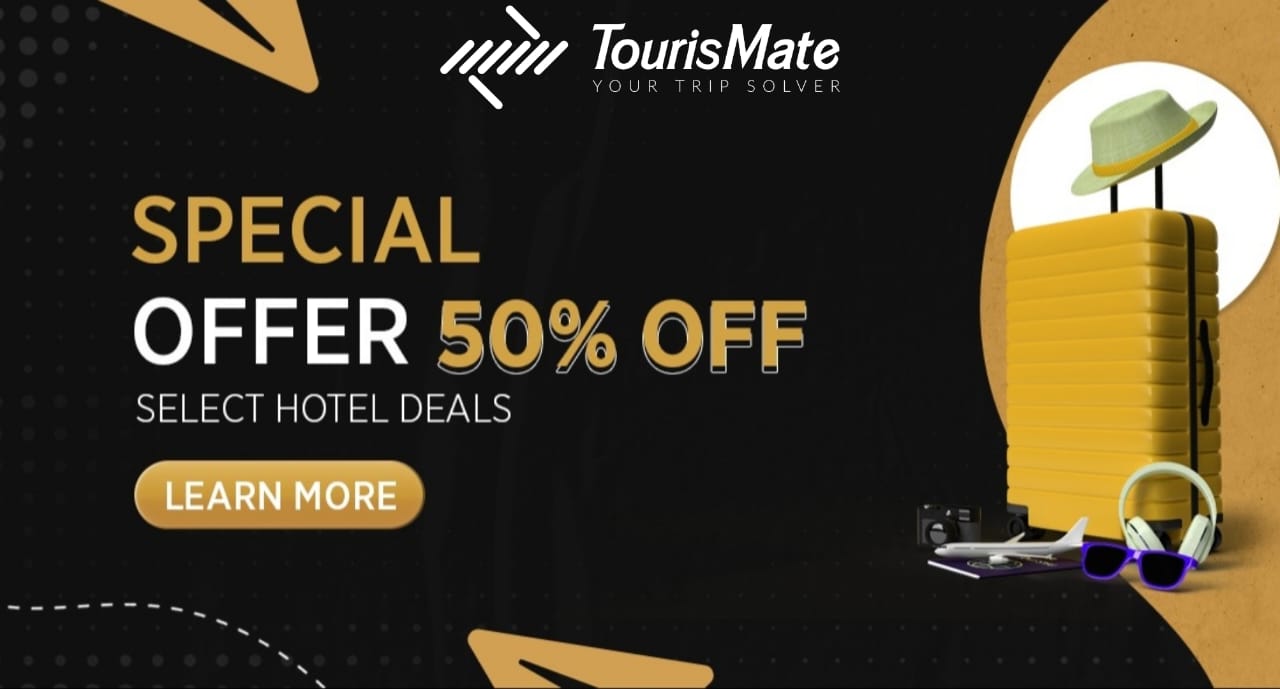 TourisMate
YOUR TRIP SOLVER
SPECIAL
OFFER 50% OFF
SELECT HOTEL DEALS
LEARN MORE